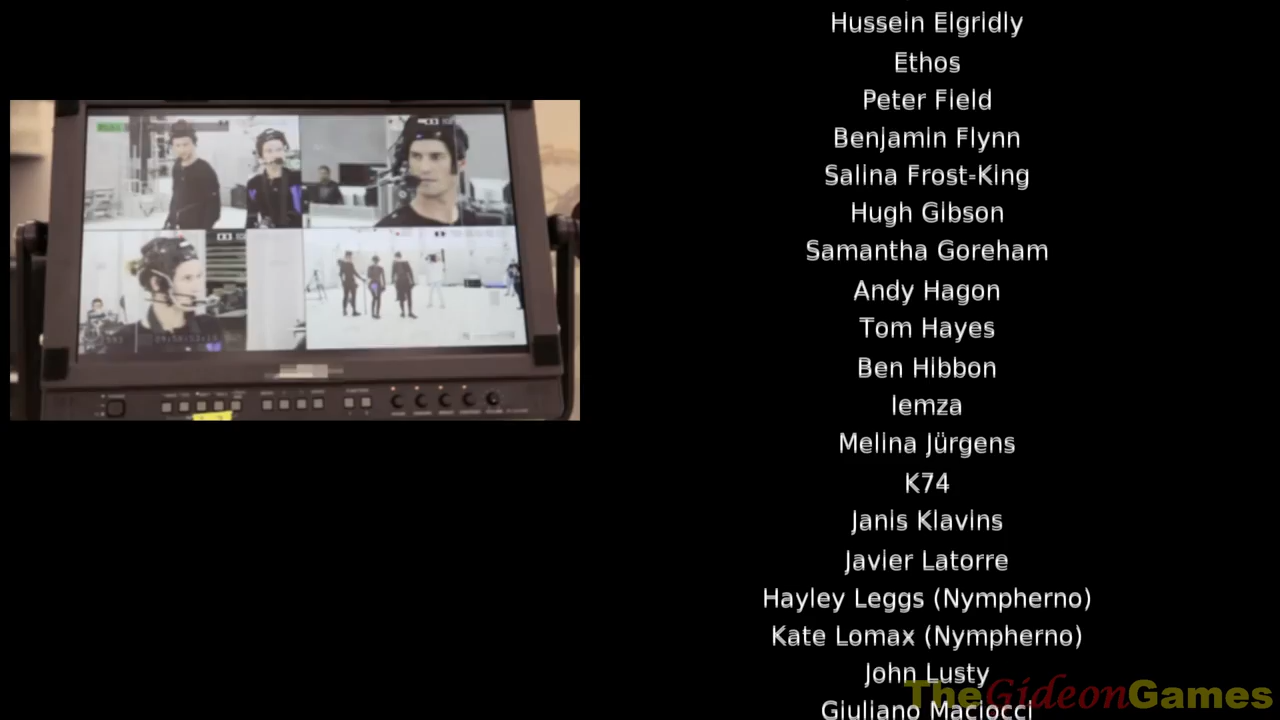 Hussein Elgridly
Ethos
Peter Field
Benjamin Flynn
Salina Frost-King
Hugh Gibson
Samantha Goreham
Andy Hagon
Tom Hayes
Ben Hibbon
lemza
Melina Jürgens
K74
Janis Klavins
Javier Latorre
Hayley Leggs (Nympherno)
Kate Lomax (Nympherno)
John Lusty
Giuliano Maciocci
TheGideonGames